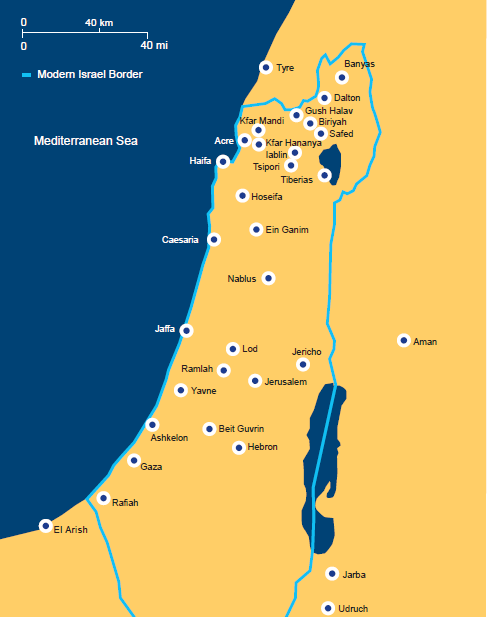 0 40 km
0 40 mi
Modern Israel Border
Mediterranean Sea
Tyre
Banyas
Dalton
Gush Halav
Kfar Mandi
Biriyah
Safed
Acre
Kfar Hananya
Iablin
Haifa
Tsipori
Tiberias
Hoseifa
Ein Ganim
Caesaria
Nablus
Jaffa
Aman
Lod
Jericho
Ramlah
Jerusalem
Yavne
Beit Guvrin
Ashkelon
Hebron
Gaza
Rafiah
El Arish
Jarba
Udruch